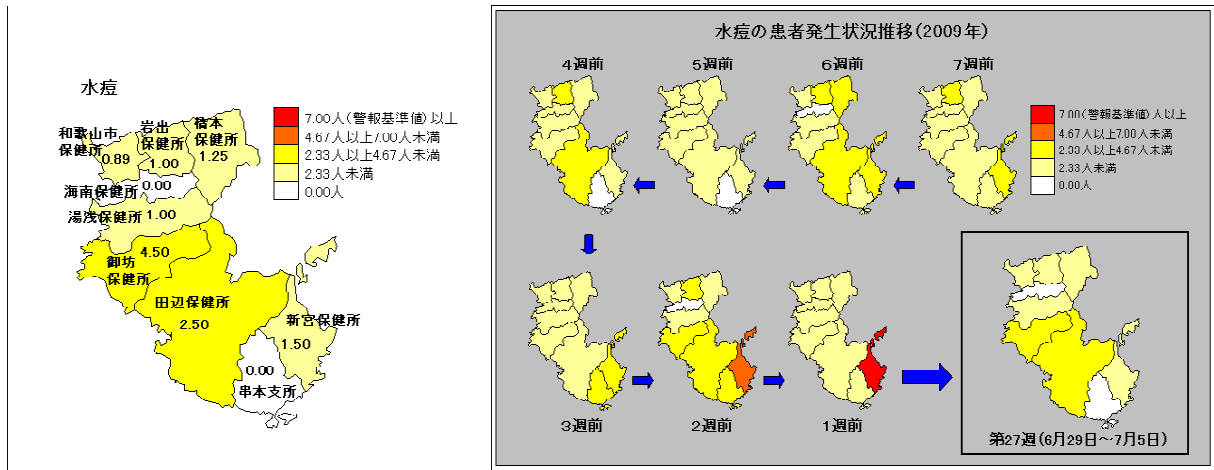 水痘
和歌山市
保健所
0.89
岩出
保健所
1.00
橋本
保健所
1.25
海南保健所
0.00
湯浅保健所
1.00
御坊
保健所
4.50
田辺保健所
2.50
新宮保健所
1.50
0.00
串本支所
7.00人(警報基準値)以上
4.67人以上7.00人未満
2.33人以上4.67人未満
2.33人未満
0.00人
水痘の患者発生状況推移(2009年)
4週前
5週前
6週前
7週前
7.00(警報基準値)人以上
4.67人以上7.00人未満
2.33人以上4.67人未満
2.33人未満
0.00人
3週前
2週前
1週前
第27週(6月29日~7月5日)